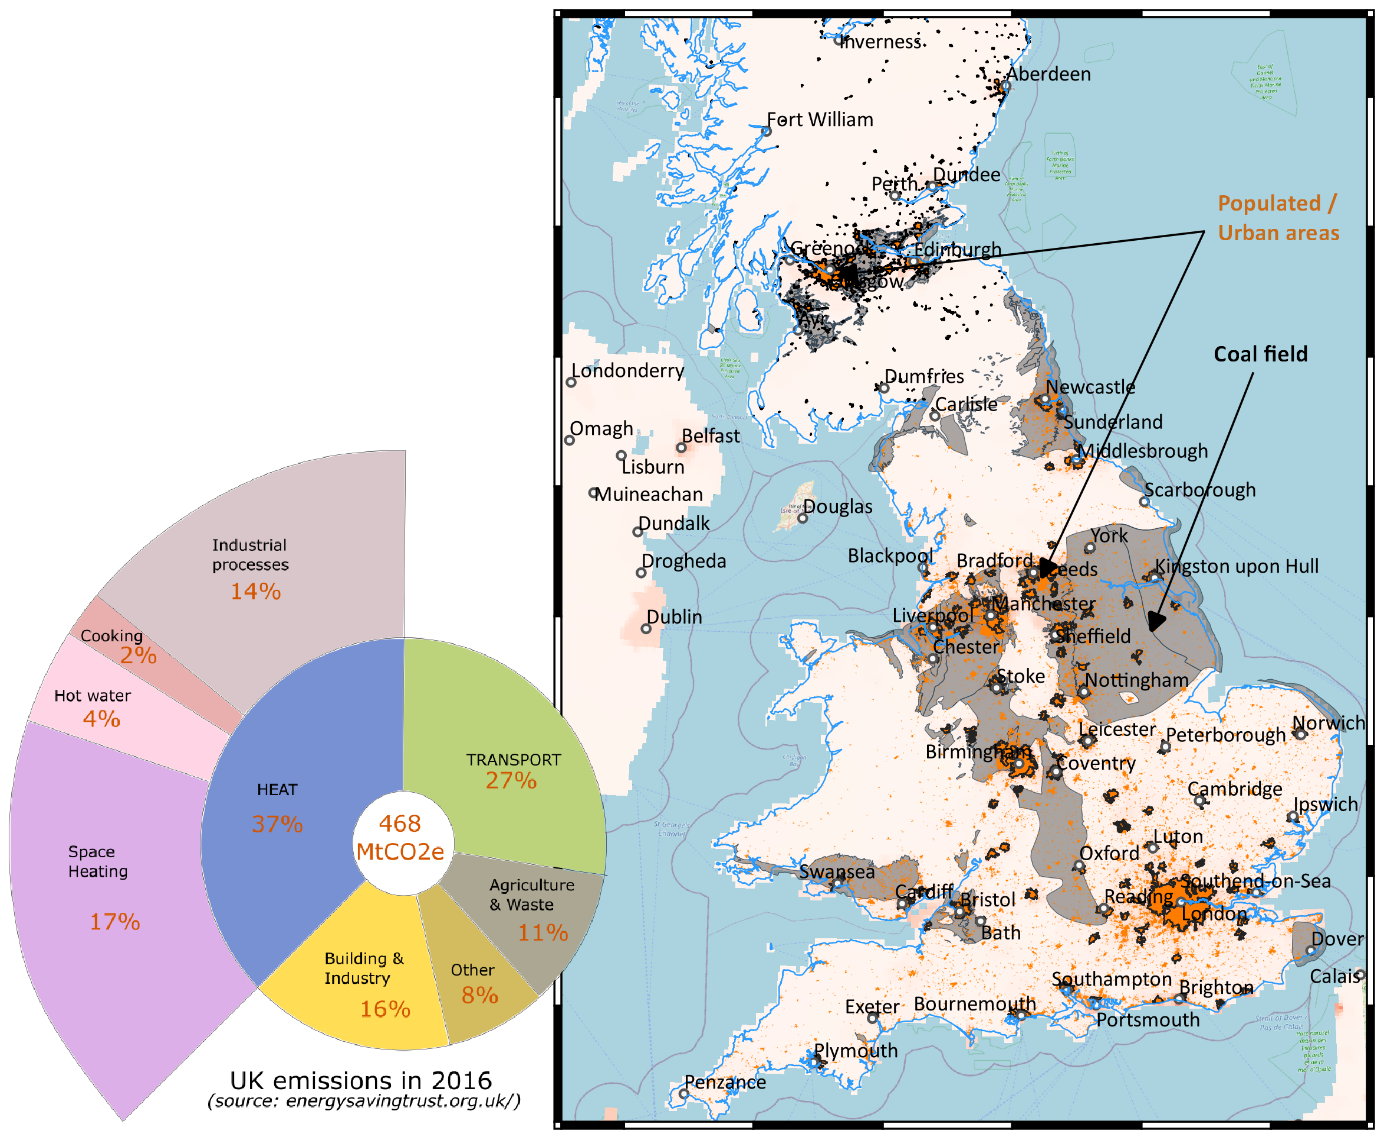 Industrial
processes
14%
Cooking
2%
Hot water
4%
Space
Heating
17%
HEAT
37%
TRANSPORT
27%
468
MtCO2e
Agriculture
& Waste
11%
Other
8%
Building &
Industry
16%
UK emissions in 2016
(source: energysavingtrust.org.uk/)
Inverness
Aberdeen
Fort William
Perth
Dundee
Populated /
Urban areas
Greenock
Edinburgh
Glasgow
Ayr
Coal field
Londonderry
Dumfries
Newcastle
Carlisle
Sunderland
Omagh
Belfast
Middlesbrough
Lisburn
Muineachan
Scarborough
Douglas
Dundalk
York
Blackpool
Bradford
Leeds
Kingston upon Hull
Drogheda
Manchester
Liverpool
Dublin
Sheffield
Chester
Stoke
Nottingham
Norwich
Leicester
Peterborough
Birmingham
Coventry
Cambridge
Ipswich
Luton
Oxford
Swansea
Southend-on-Sea
Cardiff
Bristol
Reading
London
Bath
Dover
Calais
Southampton
Brighton
Exeter
Bournemouth
Portsmouth
Plymouth
Penzance